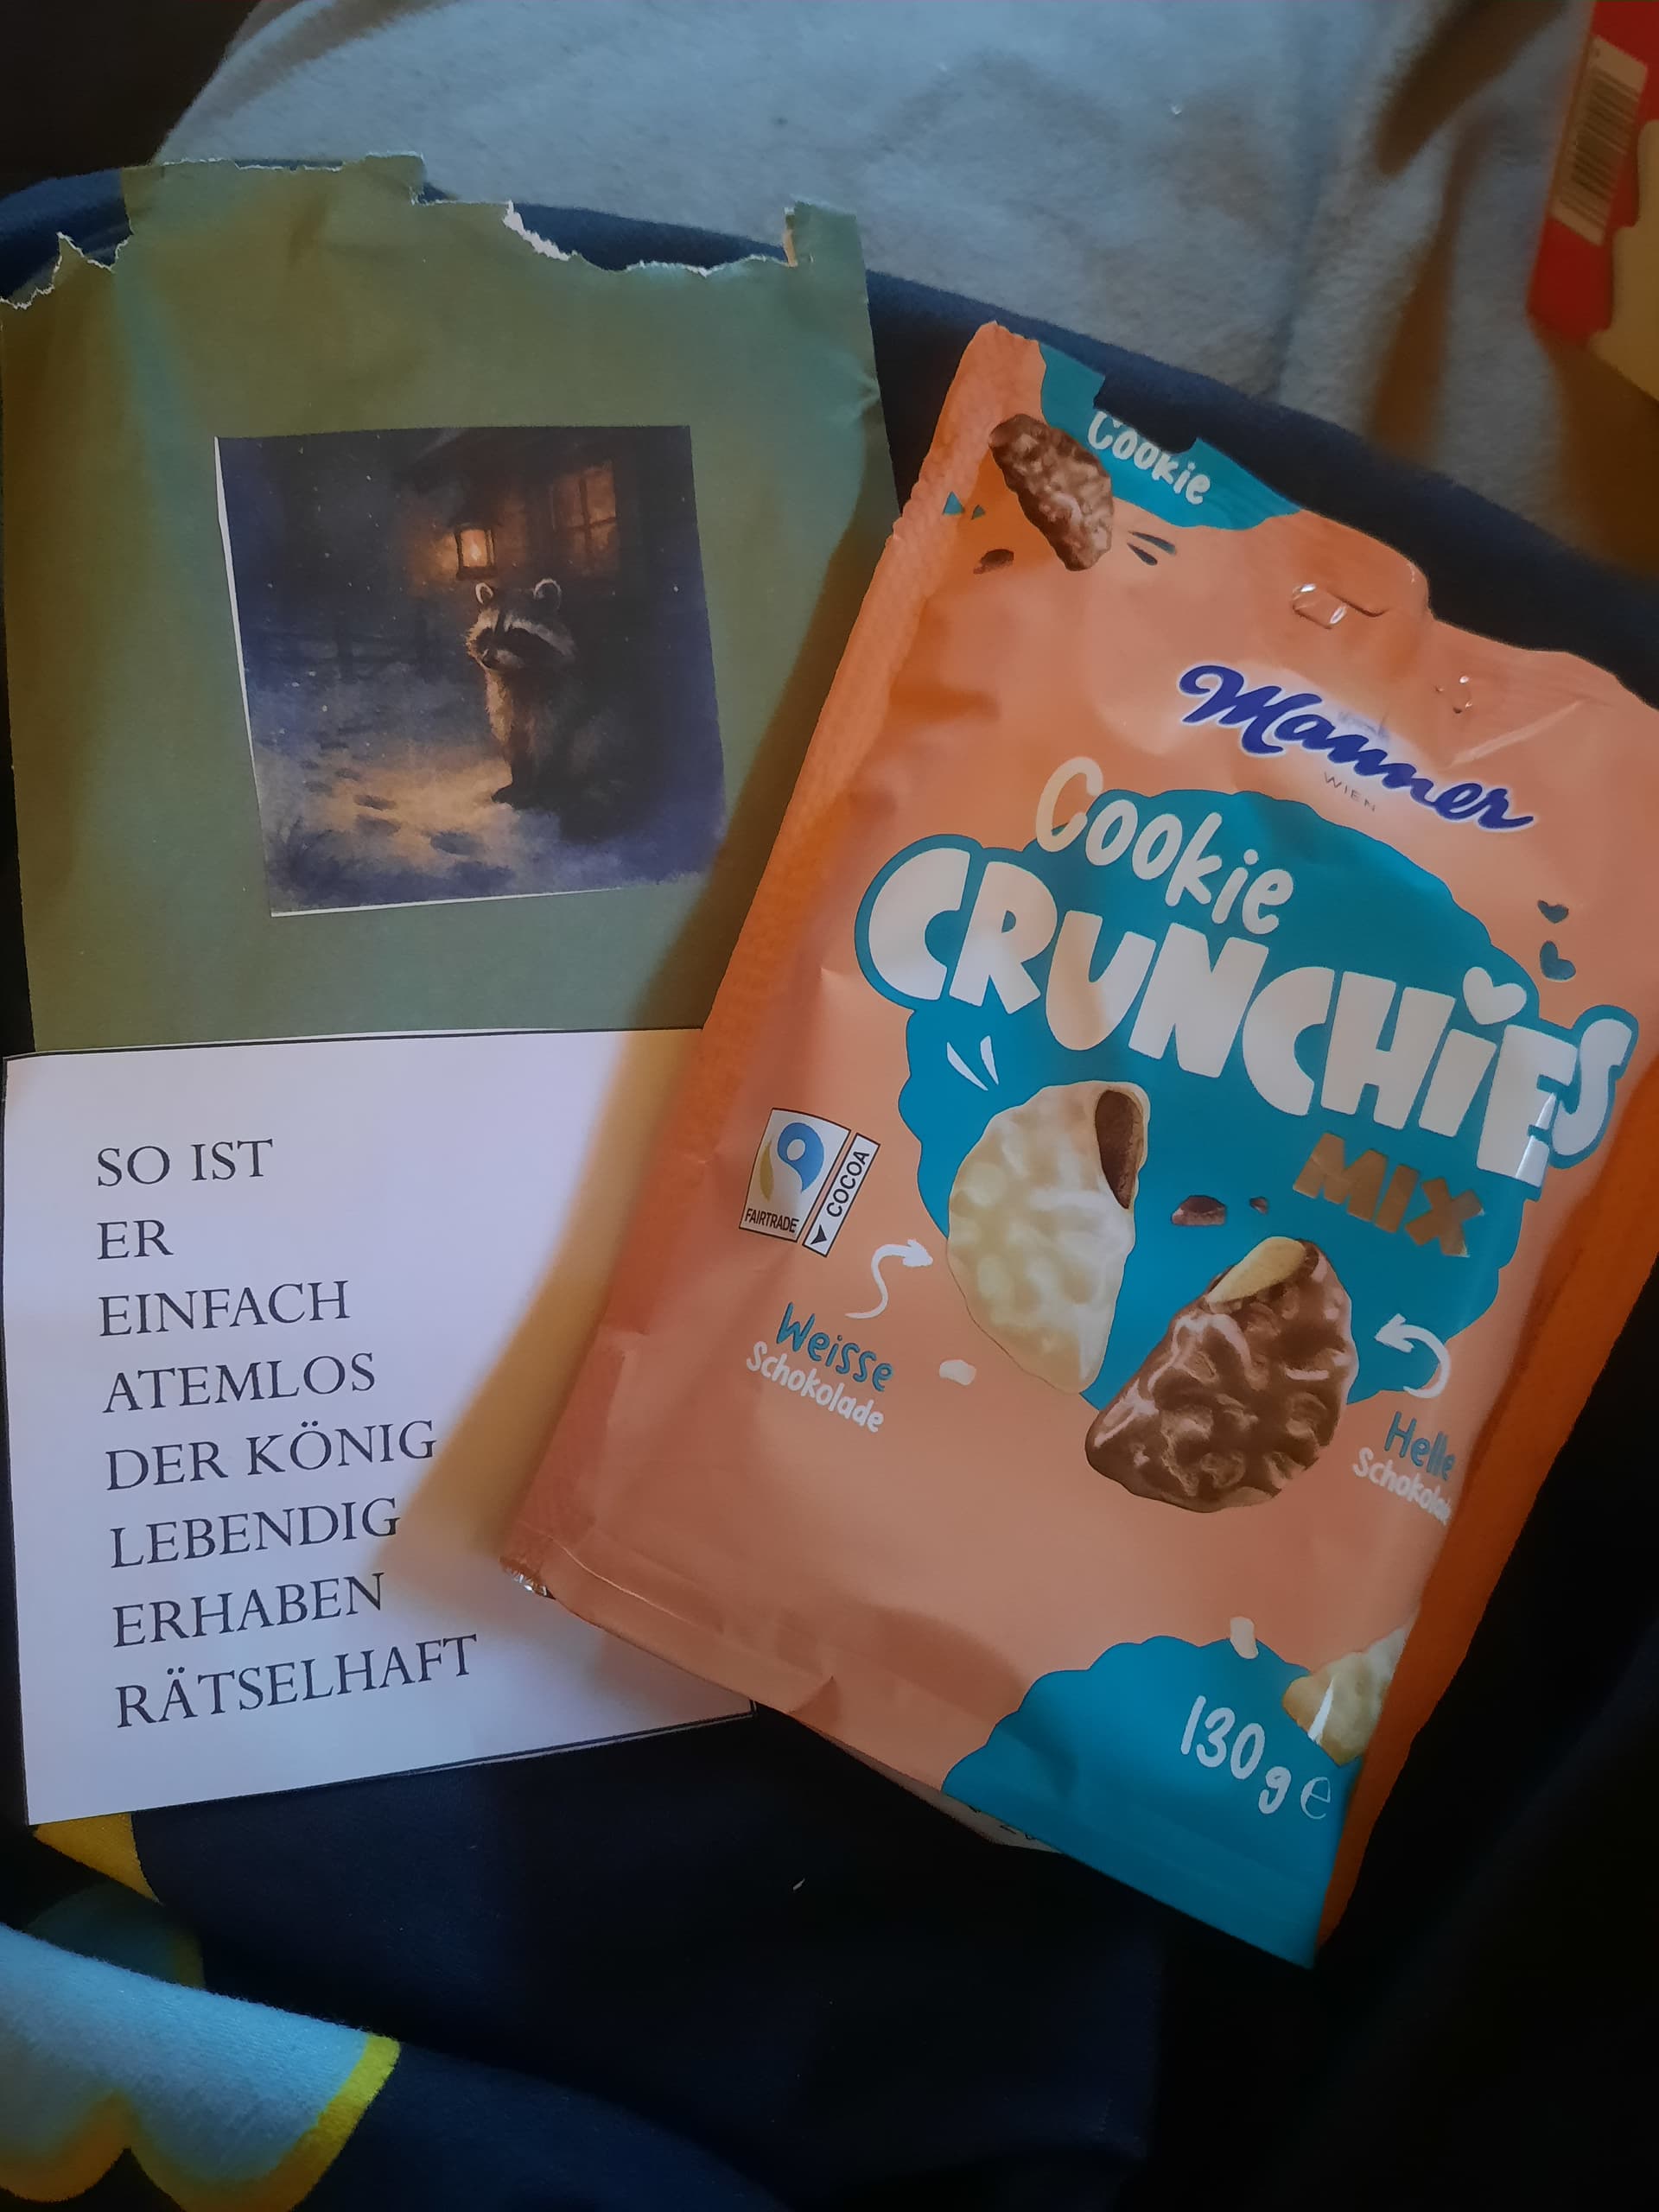 SO IST
ER
EINFACH
ATEMLOS
DER KÖNIG
LEBENDIG
ERHABEN
RÄTSELHAFT
Cookie
Manner
WIEN
Cookie
CRUNCHiES
MIX
FAIRTRADE
COCOA
Weisse
Schokolade
Helle
130g e